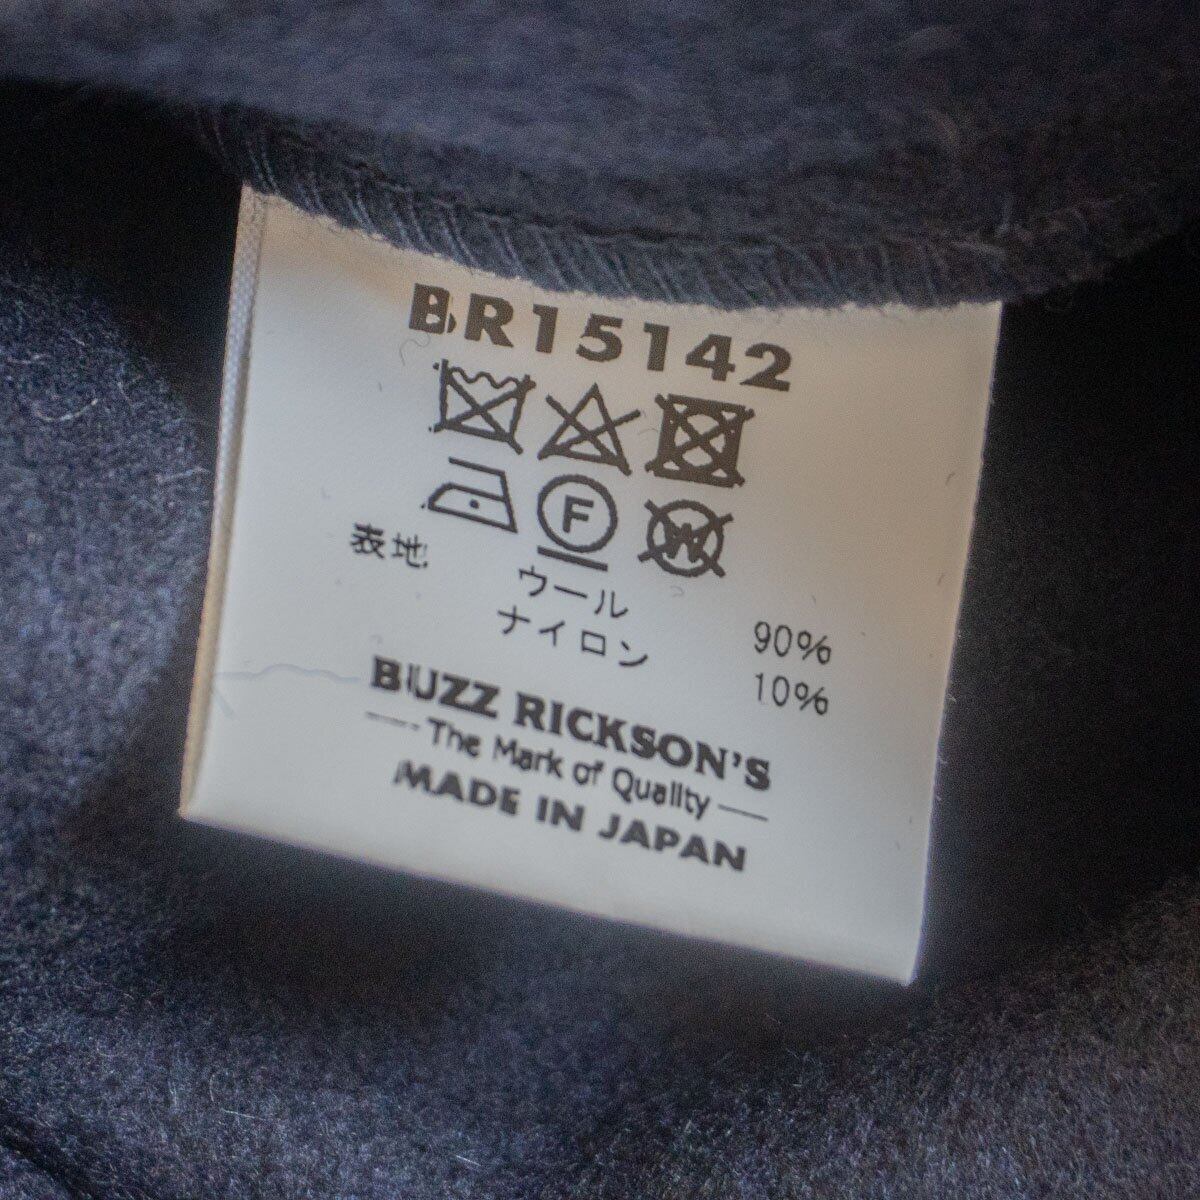 BR15142
F W
表地
ウール 90%
ナイロン 10%
BUZZ RICKSON'S
The Mark of Quality
MADE IN JAPAN